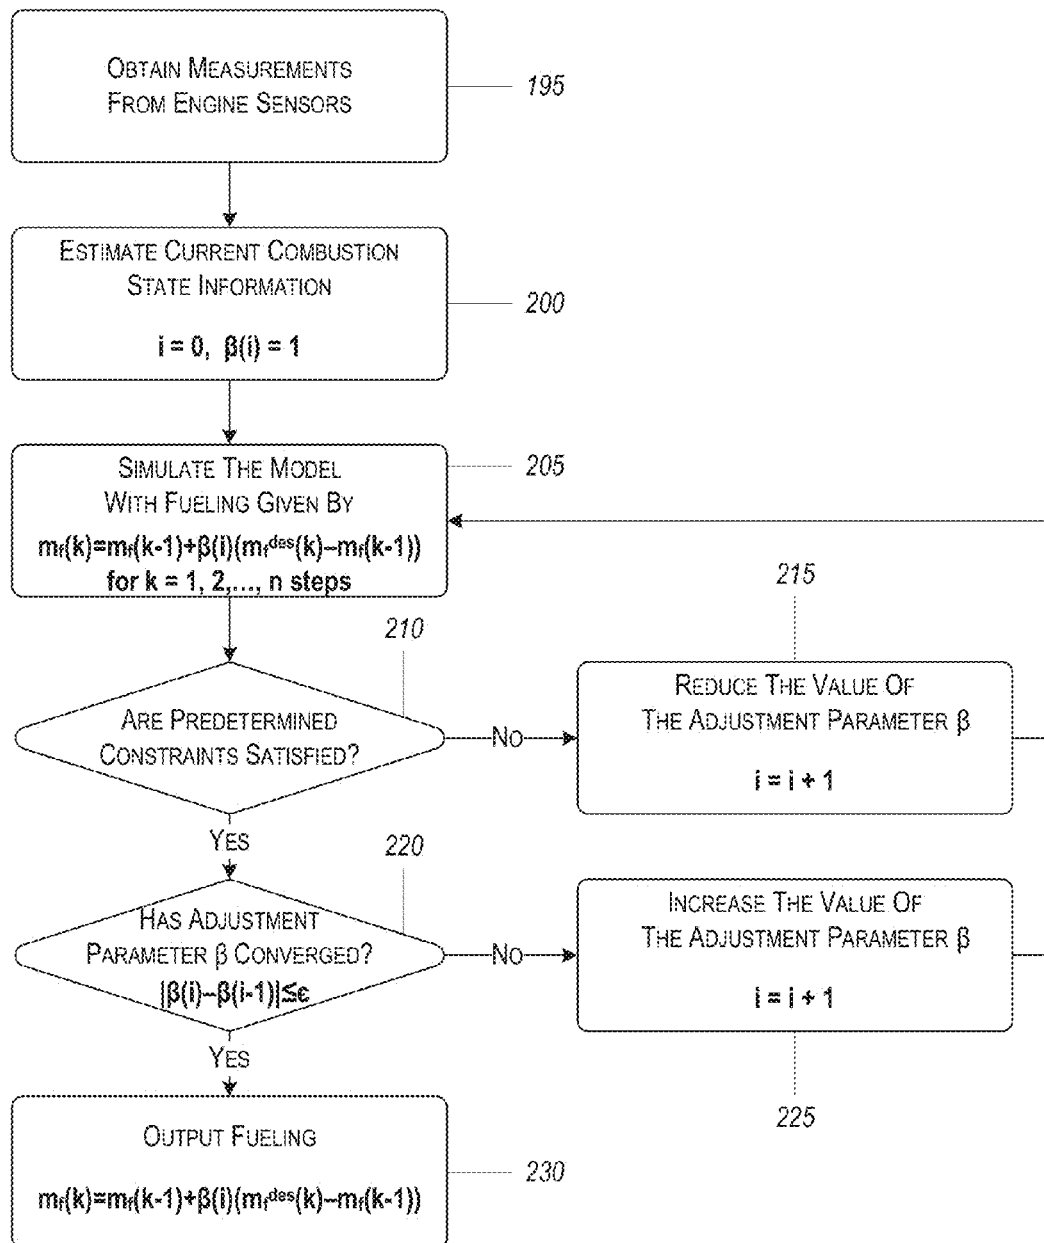 OBTAIN MEASUREMENTS
FROM ENGINE SENSORS
195
ESTIMATE CURRENT COMBUSTION
STATE INFORMATION
i = 0, β(i) = 1
200
SIMULATE THE MODEL
WITH FUELING GIVEN BY
mf(k)=mf(k-1)+β(i)(mfdes(k)–mf(k-1))
for k = 1, 2,..., n steps
205
210
ARE PREDETERMINED
CONSTRAINTS SATISFIED?
NO
215
REDUCE THE VALUE OF
THE ADJUSTMENT PARAMETER β
i = i + 1
YES
220
HAS ADJUSTMENT
PARAMETER β CONVERGED?
|β(i)–β(i-1)|≤ϵ
NO
INCREASE THE VALUE OF
THE ADJUSTMENT PARAMETER β
i = i + 1
225
YES
OUTPUT FUELING
mf(k)=mf(k-1)+β(i)(mfdes(k)–mf(k-1))
230